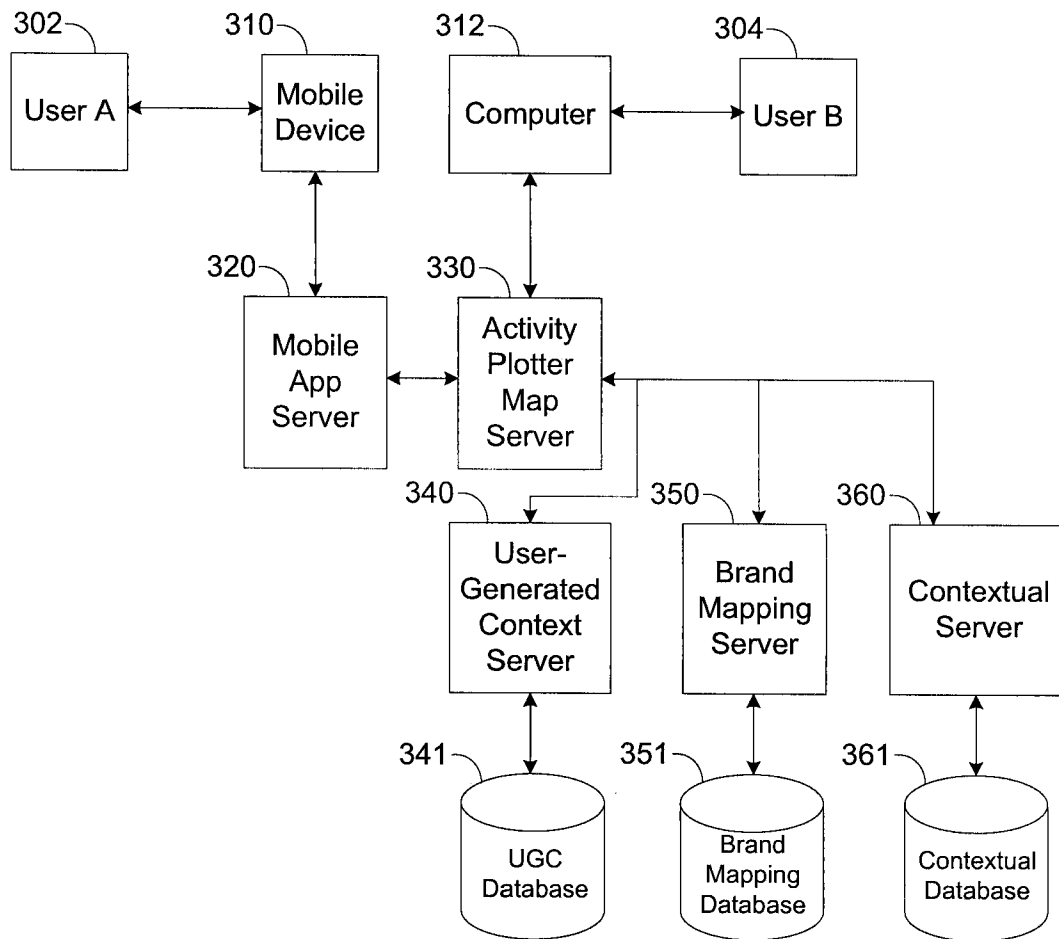 302
310
312
304
User A
Mobile
Device
Computer
User B
320
330
Mobile
App
Server
Activity
Plotter
Map
Server
340
350
360
User-
Generated
Context
Server
Brand
Mapping
Server
Contextual
Server
341
351
361
UGC
Database
Brand
Mapping
Database
Contextual
Database